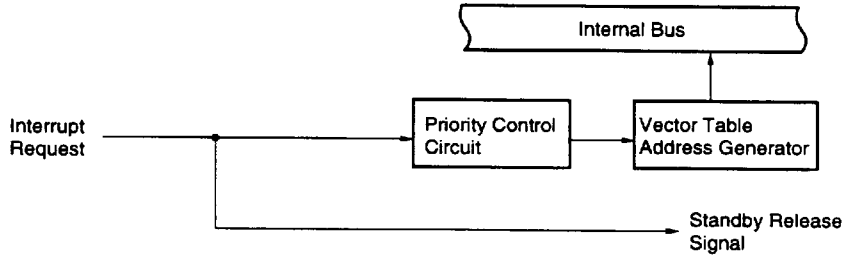 Internal Bus
Interrupt
Request
Priority Control
Circuit
Vector Table
Address Generator
Standby Release
Signal